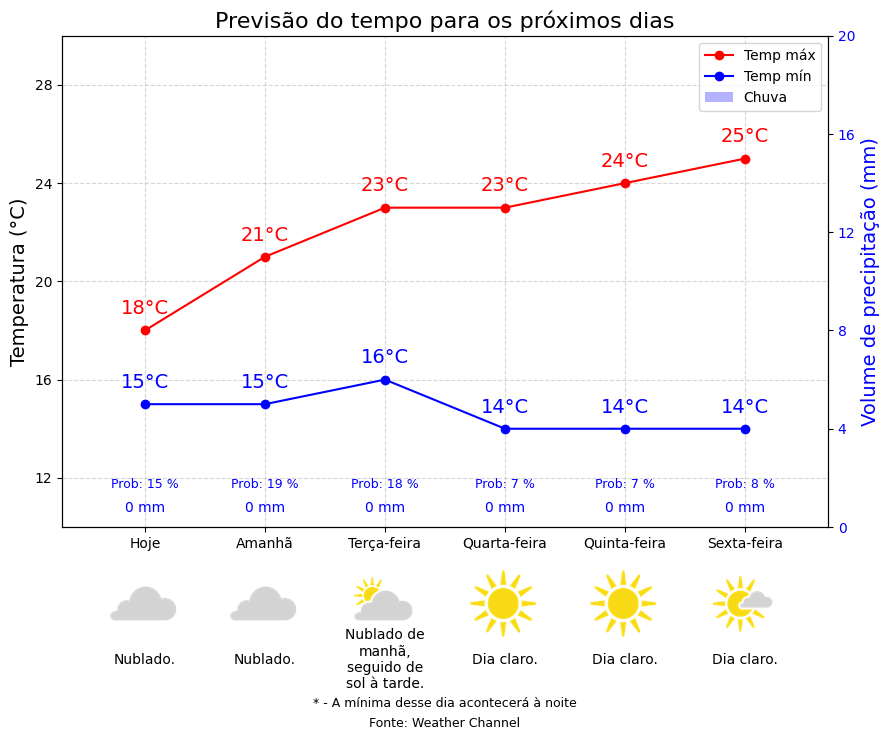 Previsão do tempo para os próximos dias
Temp máx
Temp mín
Chuva
Temperatura (°C)
28
24
20
16
12
Volume de precipitação (mm)
20
16
12
8
4
0
18°C
21°C
23°C
23°C
24°C
25°C
15°C
15°C
16°C
14°C
14°C
14°C
Prob: 15 %
Prob: 19 %
Prob: 18 %
Prob: 7 %
Prob: 7 %
Prob: 8 %
0 mm
0 mm
0 mm
0 mm
0 mm
0 mm
Hoje
Amanhã
Terça-feira
Quarta-feira
Quinta-feira
Sexta-feira
Nublado.
Nublado.
Nublado de
manhã,
seguido de
sol à tarde.
Dia claro.
Dia claro.
Dia claro.
* - A mínima desse dia acontecerá à noite
Fonte: Weather Channel